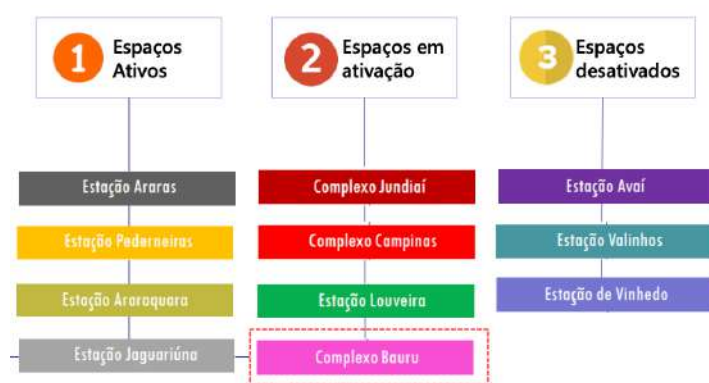 1
Espaços
Ativos
Estação Araras
Estação Pederneiras
Estação Araraquara
Estação Jaguariúna
2
Espaços em
ativação
Complexo Jundiaí
Complexo Campinas
Estação Louveira
Complexo Bauru
3
Espaços
desativados
Estação Avaí
Estação Valinhos
Estação de Vinhedo